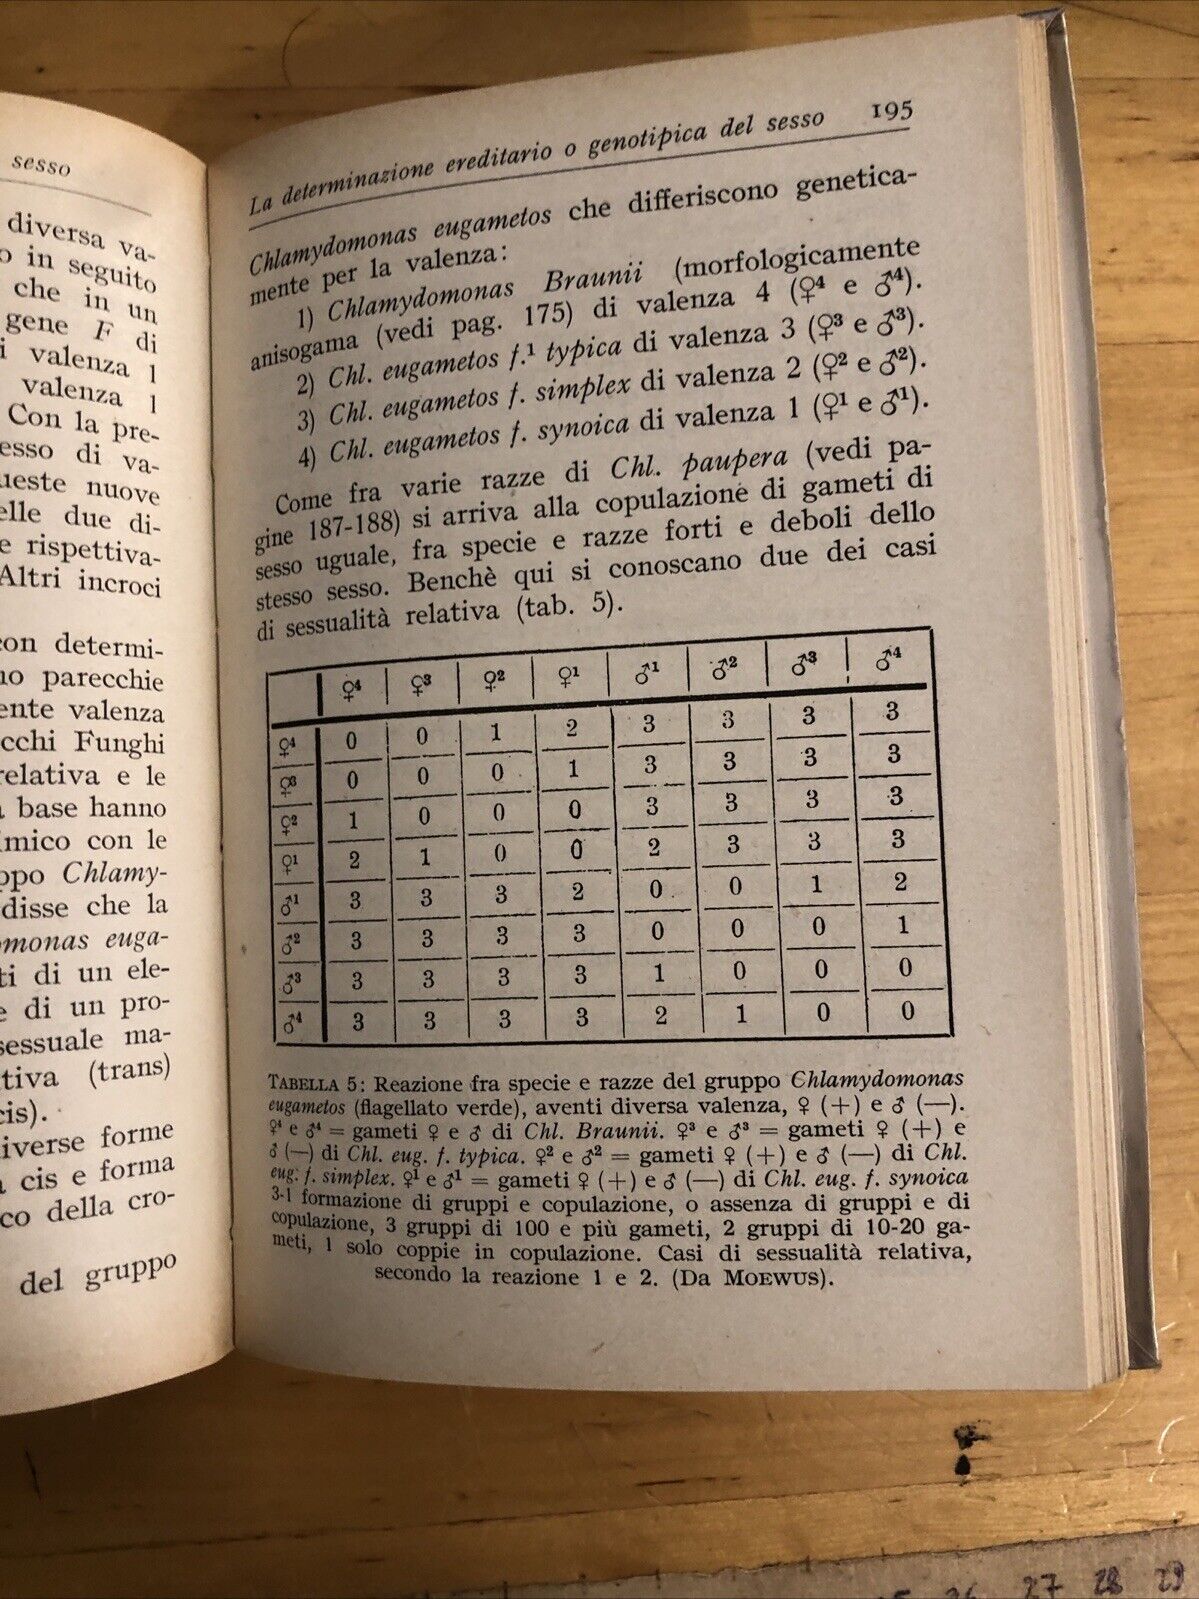 sesso
diversa va-
o in seguito
che in un
gene F di
i valenza 1
valenza 1
Con la pre-
esso di va-
ueste nuove
elle due di-
e rispettiva-
Altri incroci
con determi-
no parecchie
ente valenza
ecchi Funghi
relativa e le
a base hanno
imico con le
ppo Chlamy-
disse che la
omonas euga-
ti di un ele-
e di un pro-
sessuale ma-
tiva (trans)
cis).
iverse forme
a cis e forma
co della cro-
del gruppo
La determinazione ereditario o genotipica del sesso 195
Chlamydomonas eugametos che differiscono genetica-
mente per la valenza:
1) Chlamydomonas Braunii (morfologicamente
anisogama (vedi pag. 175) di valenza 4 (♀⁴ e ♂⁴).
2) Chl. eugametos f.¹ typica di valenza 3 (♀³ e ♂³).
3) Chl. eugametos f. simplex di valenza 2 (♀² e ♂²).
4) Chl. eugametos f. synoica di valenza 1 (♀¹ e ♂¹).
Come fra varie razze di Chl. paupera (vedi pa-
gine 187-188) si arriva alla copulazione di gameti di
sesso uguale, fra specie e razze forti e deboli dello
stesso sesso. Benchè qui si conoscano due dei casi
di sessualità relativa (tab. 5).
♀⁴ ♀³ ♀² ♀¹ ♂¹ ♂² ♂³ ♂⁴
♀⁴ 0 0 1 2 3 3 3 3
♀³ 0 0 0 1 3 3 3 3
♀² 1 0 0 0 3 3 3 3
♀¹ 2 1 0 0 2 3 3 3
♂¹ 3 3 3 2 0 0 1 2
♂² 3 3 3 3 0 0 0 1
♂³ 3 3 3 3 1 0 0 0
♂⁴ 3 3 3 3 2 1 0 0
TABELLA 5: Reazione fra specie e razze del gruppo Chlamydomonas
eugametos (flagellato verde), aventi diversa valenza, ♀ (+) e ♂ (—).
♀⁴ e ♂⁴ = gameti ♀ e ♂ di Chl. Braunii. ♀³ e ♂³ = gameti ♀ (+) e
♂ (—) di Chl. eug. f. typica. ♀² e ♂² = gameti ♀ (+) e ♂ (—) di Chl.
eug. f. simplex. ♀¹ e ♂¹ = gameti ♀ (+) e ♂ (—) di Chl. eug. f. synoica
3-1 formazione di gruppi e copulazione, o assenza di gruppi e di
copulazione, 3 gruppi di 100 e più gameti, 2 gruppi di 10-20 ga-
meti, 1 solo coppie in copulazione. Casi di sessualità relativa,
secondo la reazione 1 e 2. (Da MOEWUS).
26 27 28 29